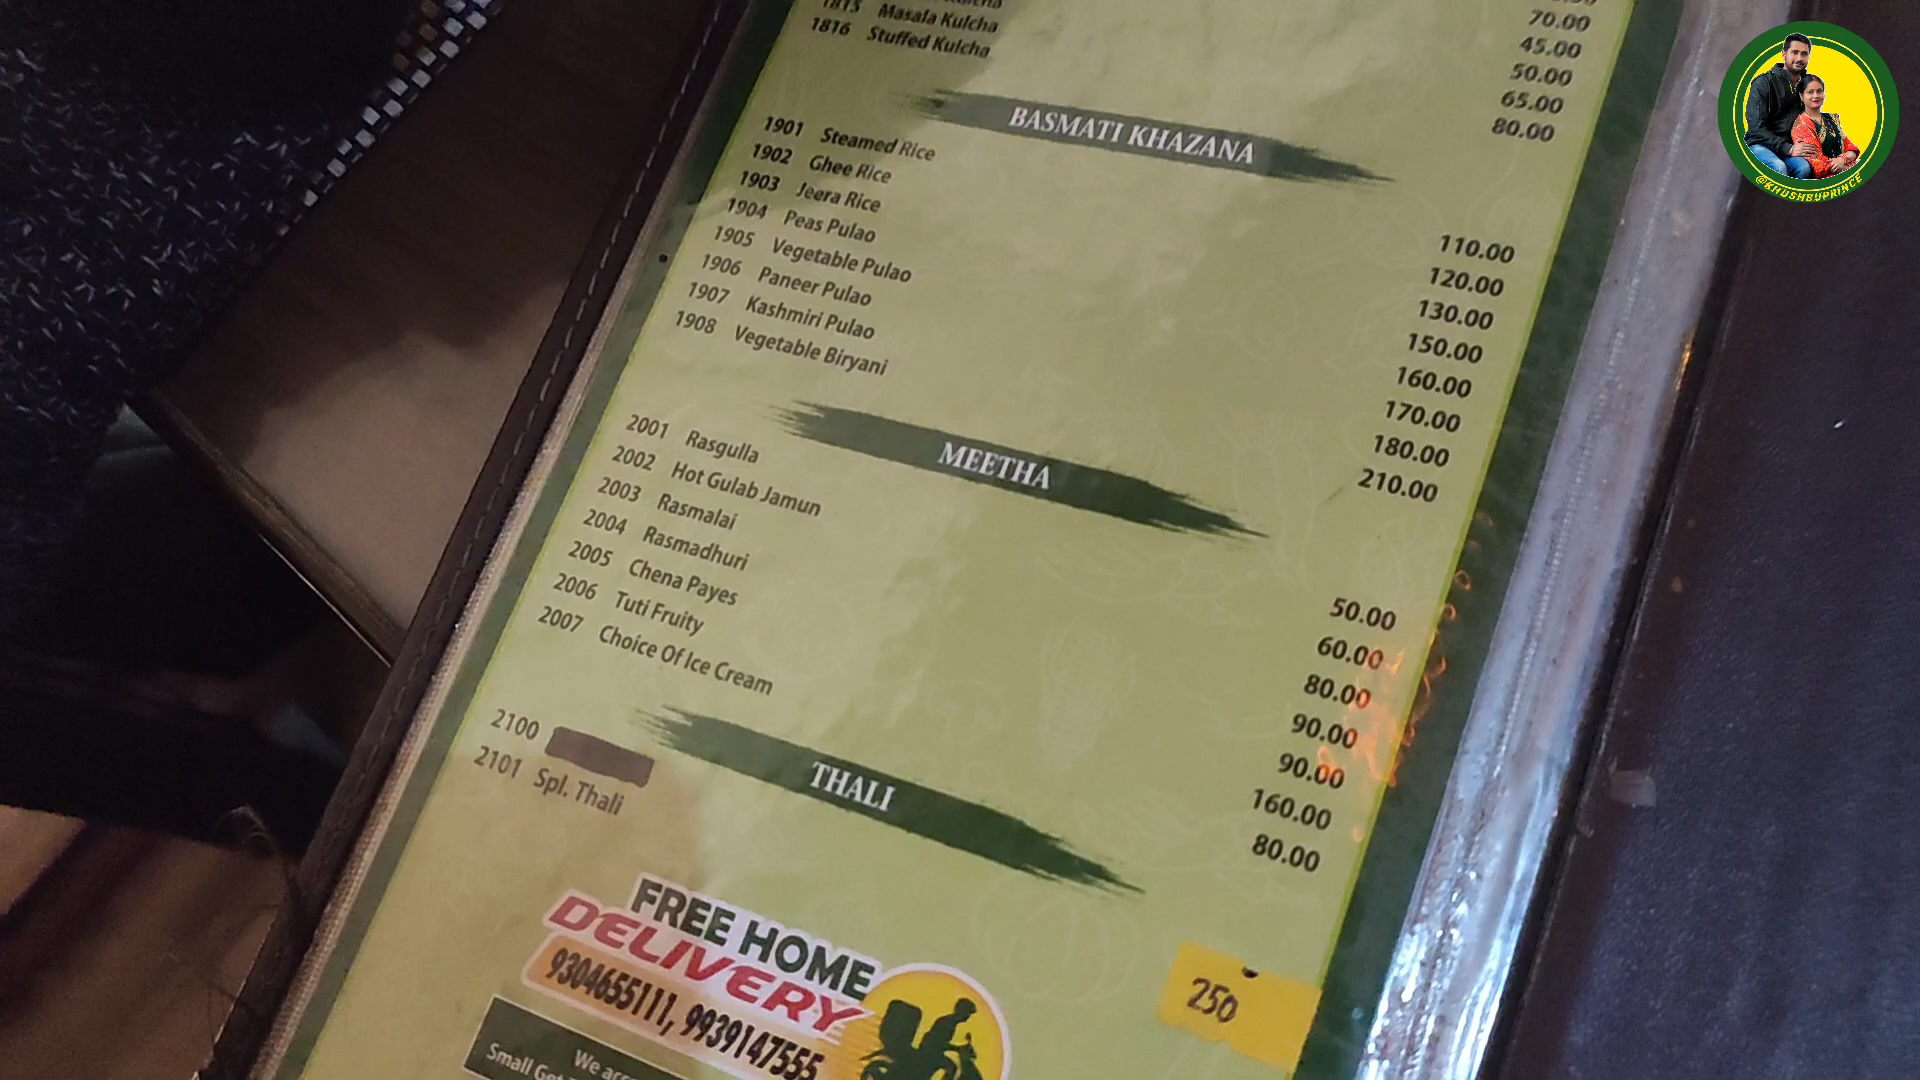 1815 Masala Kulcha
1816 Stuffed Kulcha
70.00
45.00
50.00
65.00
80.00
BASMATI KHAZANA
1901 Steamed Rice 110.00
1902 Ghee Rice 120.00
1903 Jeera Rice 130.00
1904 Peas Pulao 150.00
1905 Vegetable Pulao 160.00
1906 Paneer Pulao 170.00
1907 Kashmiri Pulao 180.00
1908 Vegetable Biryani 210.00
MEETHA
2001 Rasgulla 50.00
2002 Hot Gulab Jamun 60.00
2003 Rasmalai 80.00
2004 Rasmadhuri 90.00
2005 Chena Payes 90.00
2006 Tuti Fruity 160.00
2007 Choice Of Ice Cream 80.00
THALI
2100
2101 Spl. Thali 250
FREE HOME
DELIVERY
9304655111, 9939147555
We
Small
@KHUSHBUPRINCE